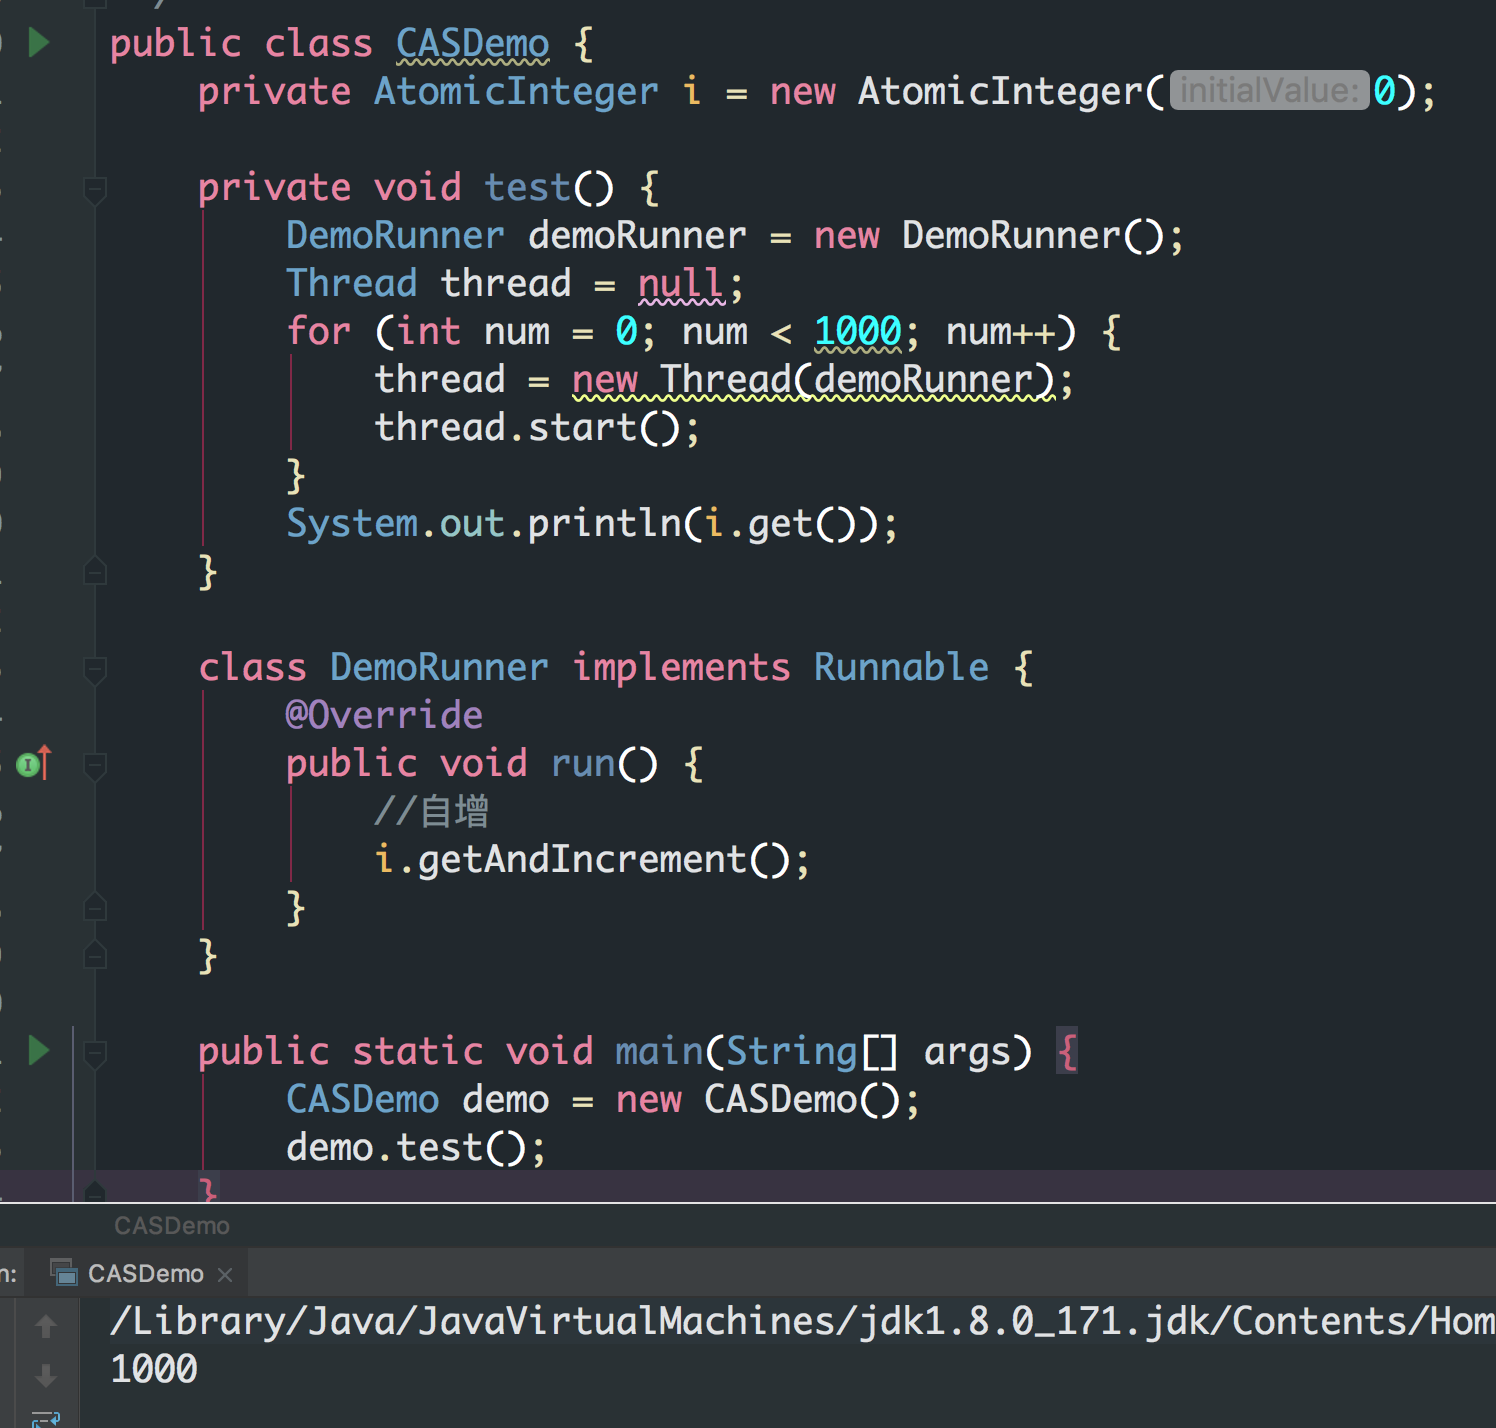 public class CASDemo {
    private AtomicInteger i = new AtomicInteger( initialValue: 0);

    private void test() {
        DemoRunner demoRunner = new DemoRunner();
        Thread thread = null;
        for (int num = 0; num < 1000; num++) {
            thread = new Thread(demoRunner);
            thread.start();
        }
        System.out.println(i.get());
    }

    class DemoRunner implements Runnable {
        @Override
        public void run() {
            //自增
            i.getAndIncrement();
        }
    }

    public static void main(String[] args) {
        CASDemo demo = new CASDemo();
        demo.test();
    }
CASDemo
n: CASDemo ×
/Library/Java/JavaVirtualMachines/jdk1.8.0_171.jdk/Contents/Hom
1000